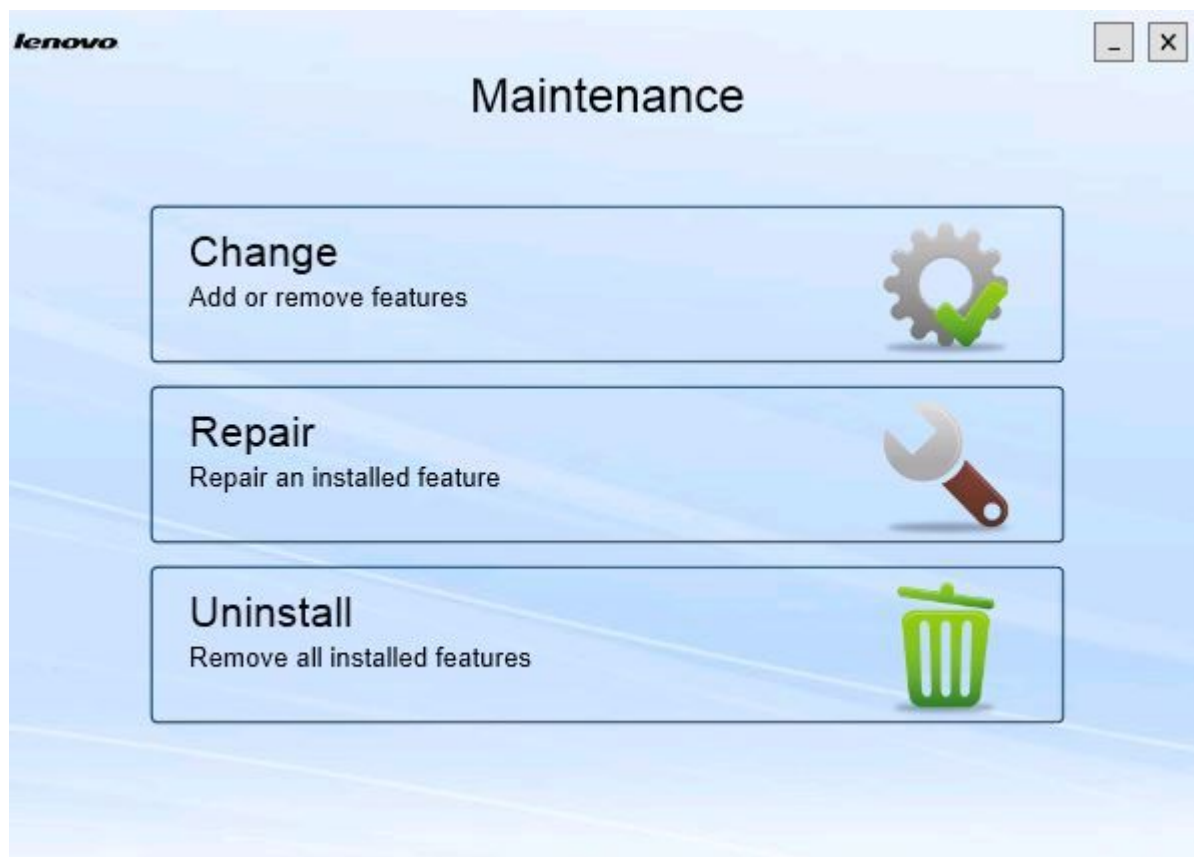 lenovo
Maintenance
Change
Add or remove features
Repair
Repair an installed feature
Uninstall
Remove all installed features